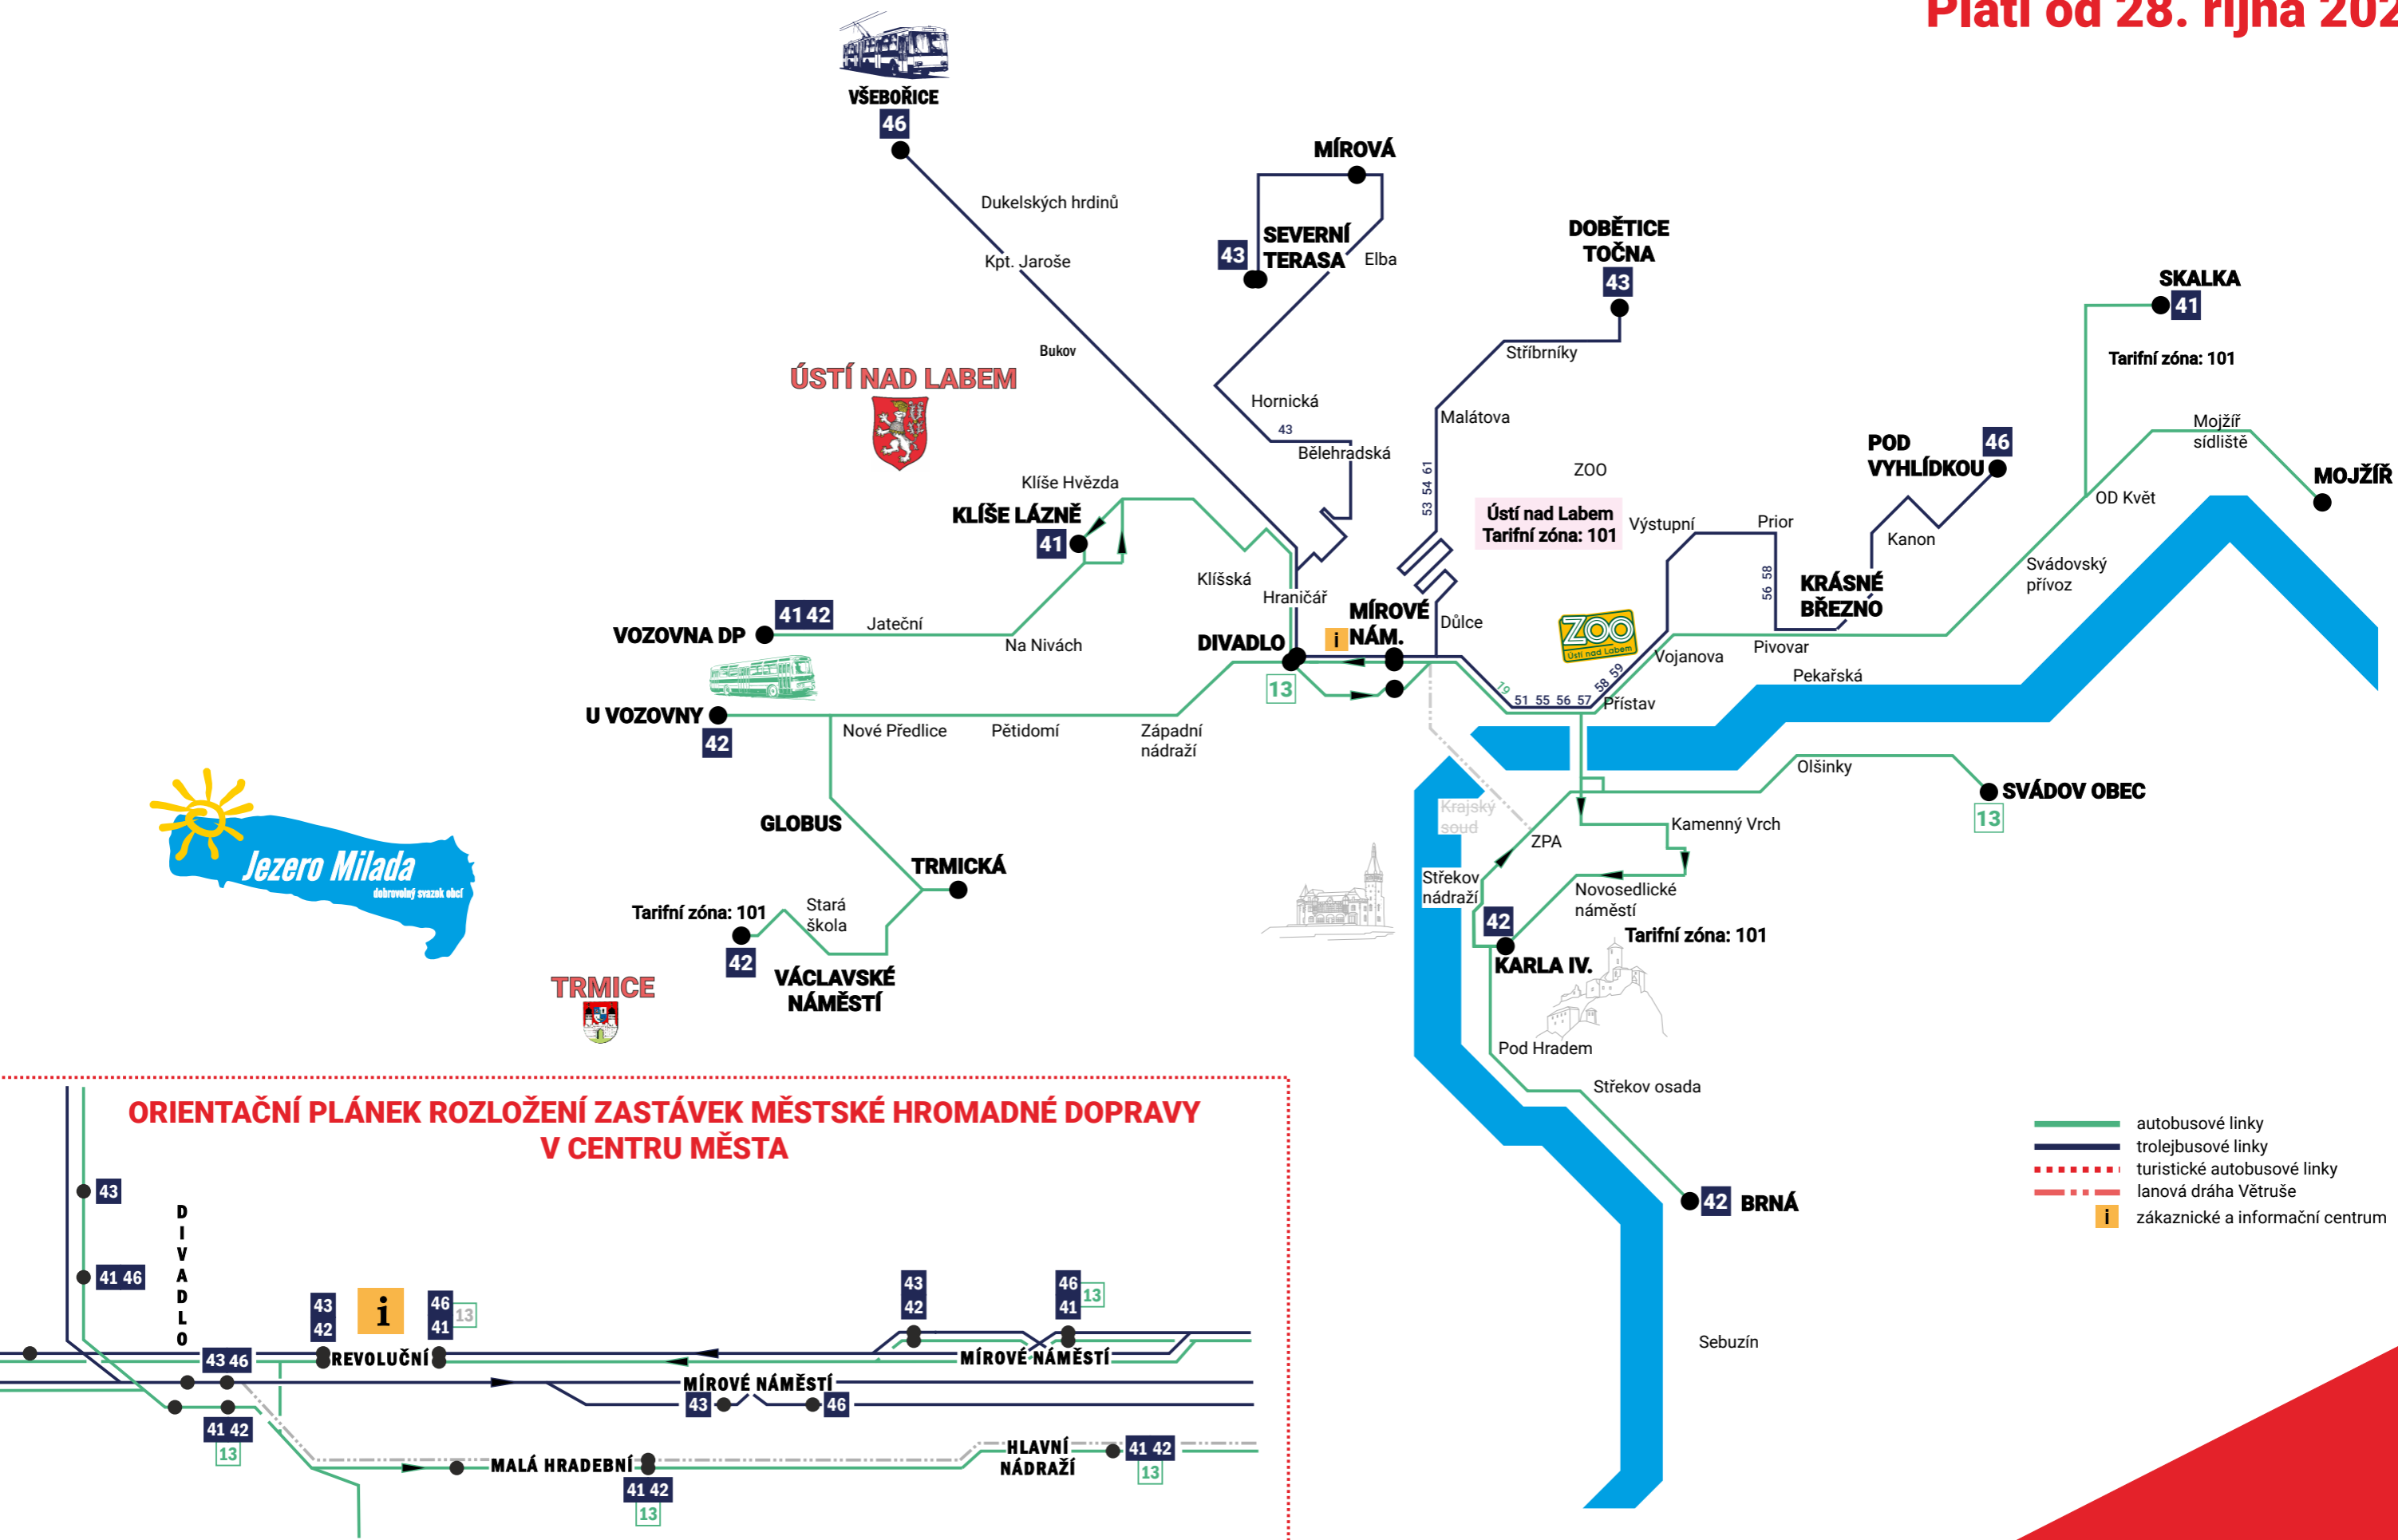 Platí od 28. října 202
VŠEBOŘICE
46
Dukelských hrdinů
Kpt. Jaroše
Bukov
MÍROVÁ
SEVERNÍ
TERASA
43
Elba
Hornická
43
Bělehradská
DOBĚTICE
TOČNA
43
Stříbrníky
Malátova
53 54 61
ZOO
Ústí nad Labem
Tarifní zóna: 101
SKALKA
41
Tarifní zóna: 101
Mojžíř
sídliště
MOJŽÍŘ
OD Květ
POD
VYHLÍDKOU
46
Výstupní
Prior
Kanon
56 58
KRÁSNÉ
BŘEZNO
Svádovský
přívoz
ÚSTÍ NAD LABEM
Klíše Hvězda
KLÍŠE LÁZNĚ
41
Klíšská
Hraničář
MÍROVÉ
NÁM.
i
Důlce
DIVADLO
13
VOZOVNA DP
41 42
Jateční
Na Nivách
ZOO
Ústí nad Labem
Vojanova
Pivovar
Pekařská
U VOZOVNY
42
Nové Předlice
Pětidomí
Západní
nádraží
19
51 55 56 57
58 59
Přístav
Olšinky
SVÁDOV OBEC
13
GLOBUS
TRMICKÁ
Krajský
soud
ZPA
Kamenný Vrch
Střekov
nádraží
Novosedlické
náměstí
42
KARLA IV.
Tarifní zóna: 101
Jezero Milada
dobrovolný svazek obcí
Tarifní zóna: 101
Stará
škola
42
VÁCLAVSKÉ
NÁMĚSTÍ
TRMICE
Pod Hradem
Střekov osada
42 BRNÁ
Sebuzín
autobusové linky
trolejbusové linky
turistické autobusové linky
lanová dráha Větruše
i zákaznické a informační centrum
ORIENTAČNÍ PLÁNEK ROZLOŽENÍ ZASTÁVEK MĚSTSKÉ HROMADNÉ DOPRAVY
V CENTRU MĚSTA
43
41 46
DIVADLO
43
42
i
46
41
13
43
42
46
41
13
43 46
REVOLUČNÍ
MÍROVÉ NÁMĚSTÍ
MÍROVÉ NÁMĚSTÍ
43
46
41 42
13
MALÁ HRADEBNÍ
41 42
13
HLAVNÍ
NÁDRAŽÍ
41 42
13